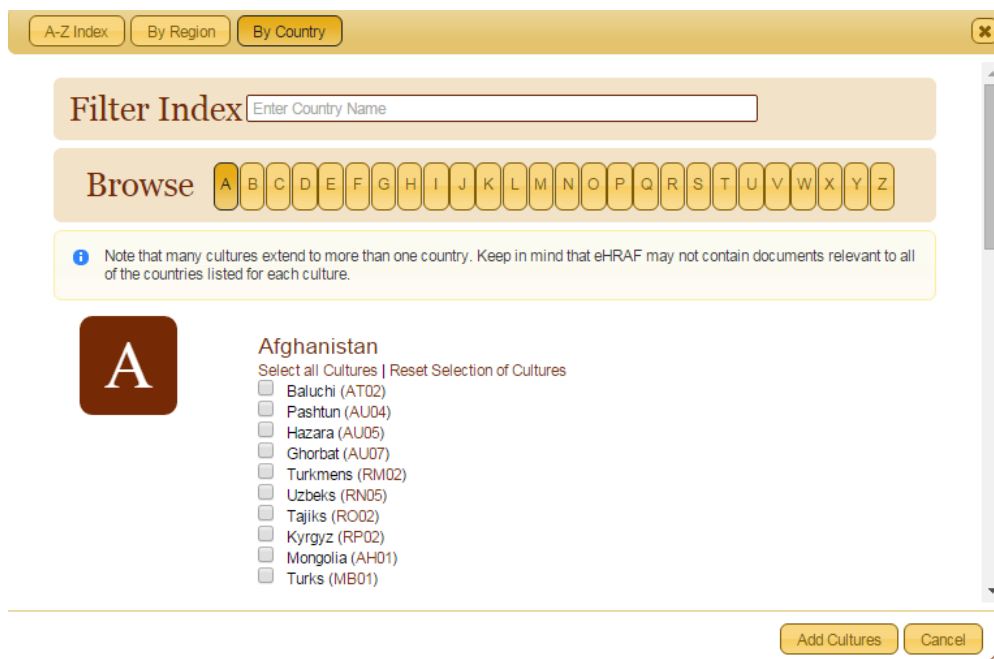 A-Z Index By Region By Country
Filter Index Enter Country Name
Browse A B C D E F G H I J K L M N O P Q R S T U V W X Y Z
Note that many cultures extend to more than one country. Keep in mind that eHRAF may not contain documents relevant to all
of the countries listed for each culture.
A
Afghanistan
Select all Cultures | Reset Selection of Cultures
Baluchi (AT02)
Pashtun (AU04)
Hazara (AU05)
Ghorbat (AU07)
Turkmens (RM02)
Uzbeks (RN05)
Tajiks (RO02)
Kyrgyz (RP02)
Mongolia (AH01)
Turks (MB01)
Add Cultures Cancel